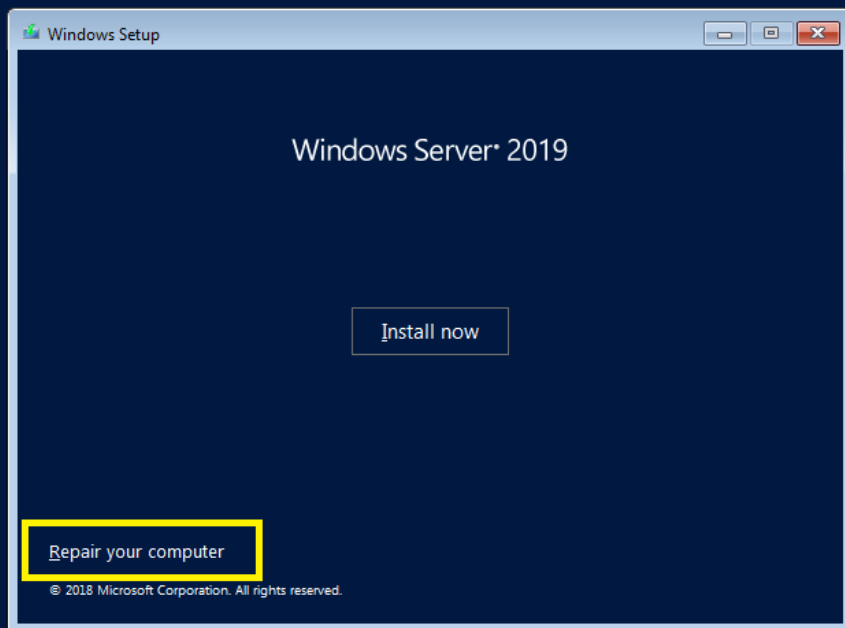 Windows Setup
Windows Server® 2019
Install now
Repair your computer
© 2018 Microsoft Corporation. All rights reserved.